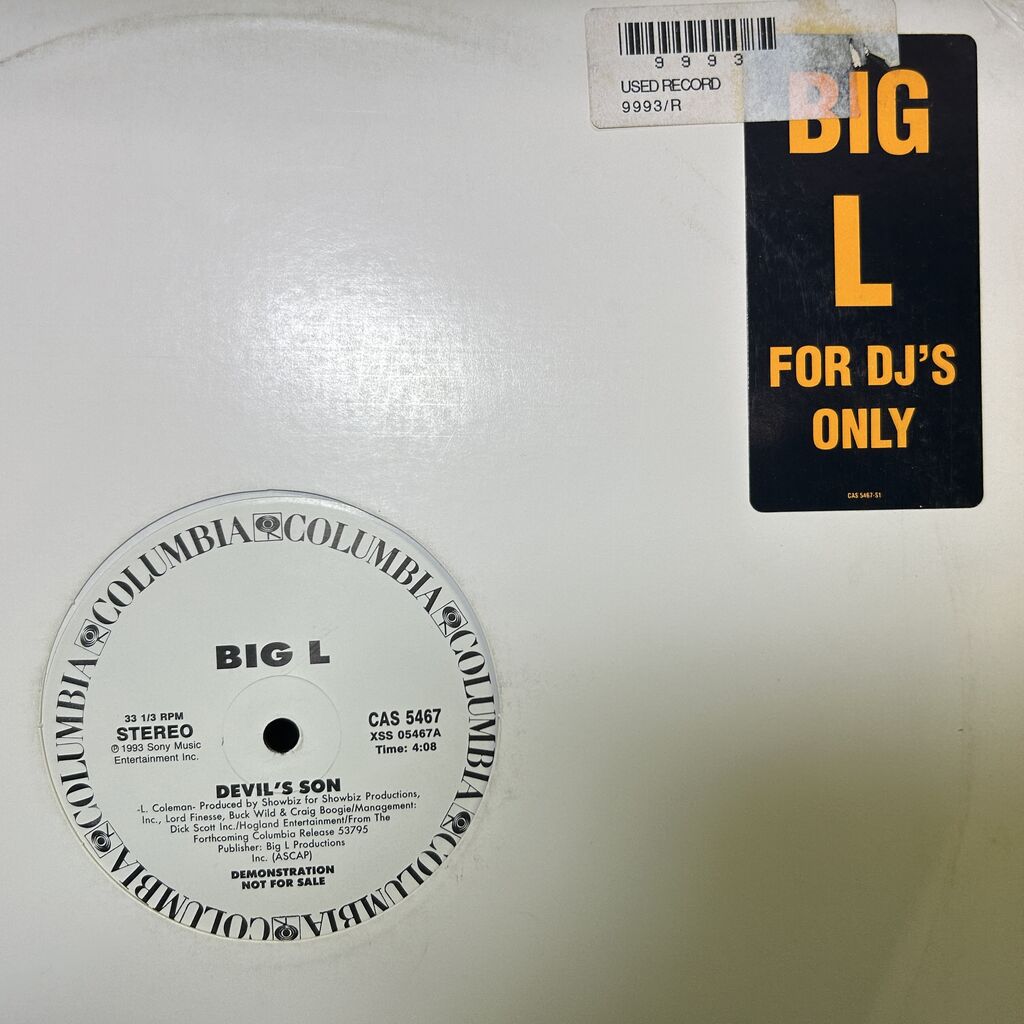 9 9 9 3
USED RECORD
9993/R
BIG
L
FOR DJ'S
ONLY
CAS 5467-S1
COLUMBIA COLUMBIA COLUMBIA COLUMBIA COLUMBIA COLUMBIA COLUMBIA
BIG L
33 1/3 RPM
STEREO
℗ 1993 Sony Music
Entertainment Inc.
CAS 5467
XSS 05467A
Time: 4:08
DEVIL'S SON
-L. Coleman- Produced by Showbiz for Showbiz Productions,
Inc., Lord Finesse, Buck Wild & Craig Boogie/Management:
Dick Scott Inc./Hogland Entertainment/From The
Forthcoming Columbia Release 53795
Publisher: Big L Productions
Inc. (ASCAP)
DEMONSTRATION
NOT FOR SALE